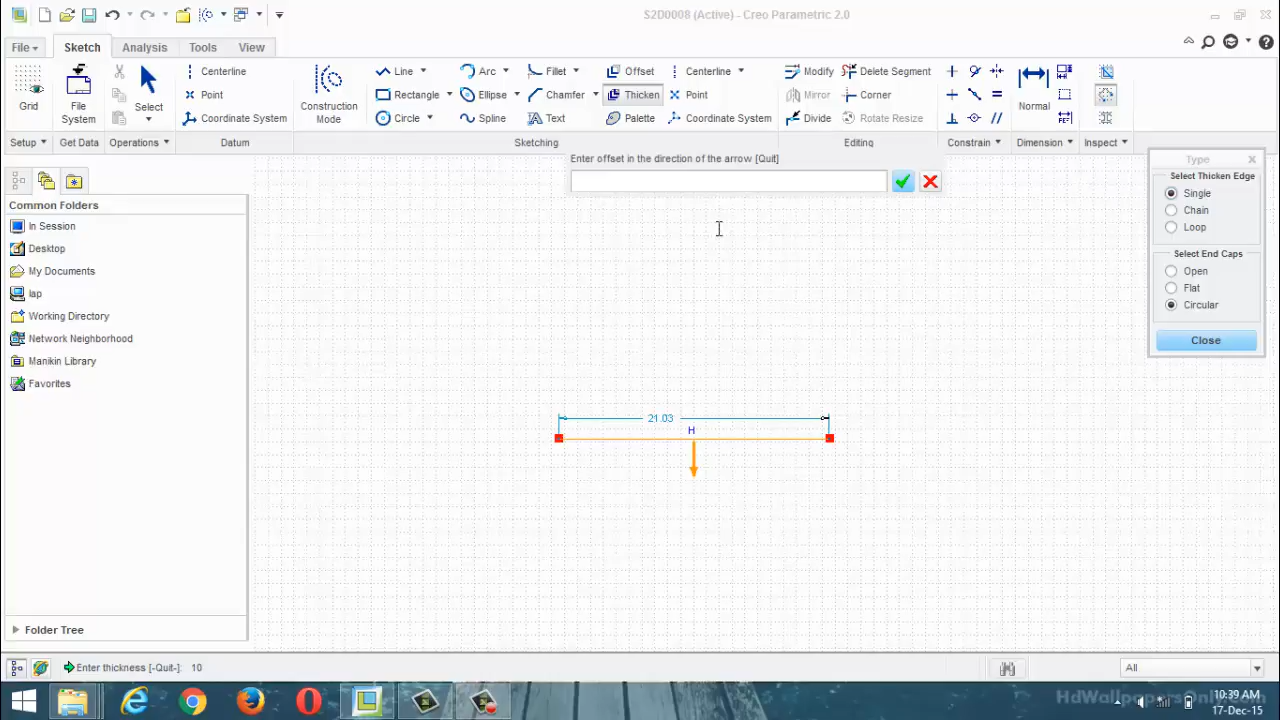 S2D0008 (Active) - Creo Parametric 2.0
File
Sketch
Analysis
Tools
View
Grid
File System
Select
Centerline
Point
Coordinate System
Construction Mode
Line
Rectangle
Circle
Arc
Ellipse
Spline
Fillet
Chamfer
Text
Offset
Thicken
Palette
Centerline
Point
Coordinate System
Modify
Mirror
Divide
Delete Segment
Corner
Rotate Resize
Normal
Setup
Get Data
Operations
Datum
Sketching
Editing
Constrain
Dimension
Inspect
Enter offset in the direction of the arrow [Quit]
Common Folders
In Session
Desktop
My Documents
lap
Working Directory
Network Neighborhood
Manikin Library
Favorites
Folder Tree
21.03
H
Type
Select Thicken Edge
Single
Chain
Loop
Select End Caps
Open
Flat
Circular
Close
Enter thickness [-Quit-]: 10
All
HdWallpapersonly.com
10:39 AM
17-Dec-15